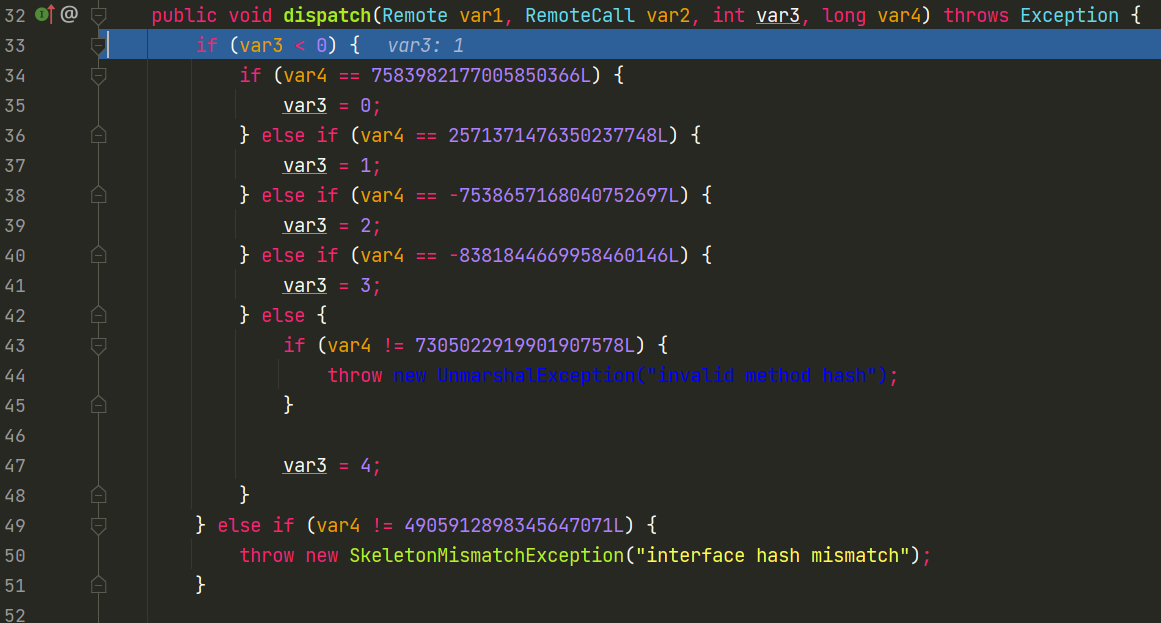 32 @ public void dispatch(Remote var1, RemoteCall var2, int var3, long var4) throws Exception {
33 if (var3 < 0) { var3: 1
34 if (var4 == 7583982177005850366L) {
35 var3 = 0;
36 } else if (var4 == 2571371476350237748L) {
37 var3 = 1;
38 } else if (var4 == -7538657168040752697L) {
39 var3 = 2;
40 } else if (var4 == -8381844669958460146L) {
41 var3 = 3;
42 } else {
43 if (var4 != 7305022919901907578L) {
44 throw new UnmarshalException("invalid method hash");
45 }
46
47 var3 = 4;
48 }
49 } else if (var4 != 4905912898345647071L) {
50 throw new SkeletonMismatchException("interface hash mismatch");
51 }
52